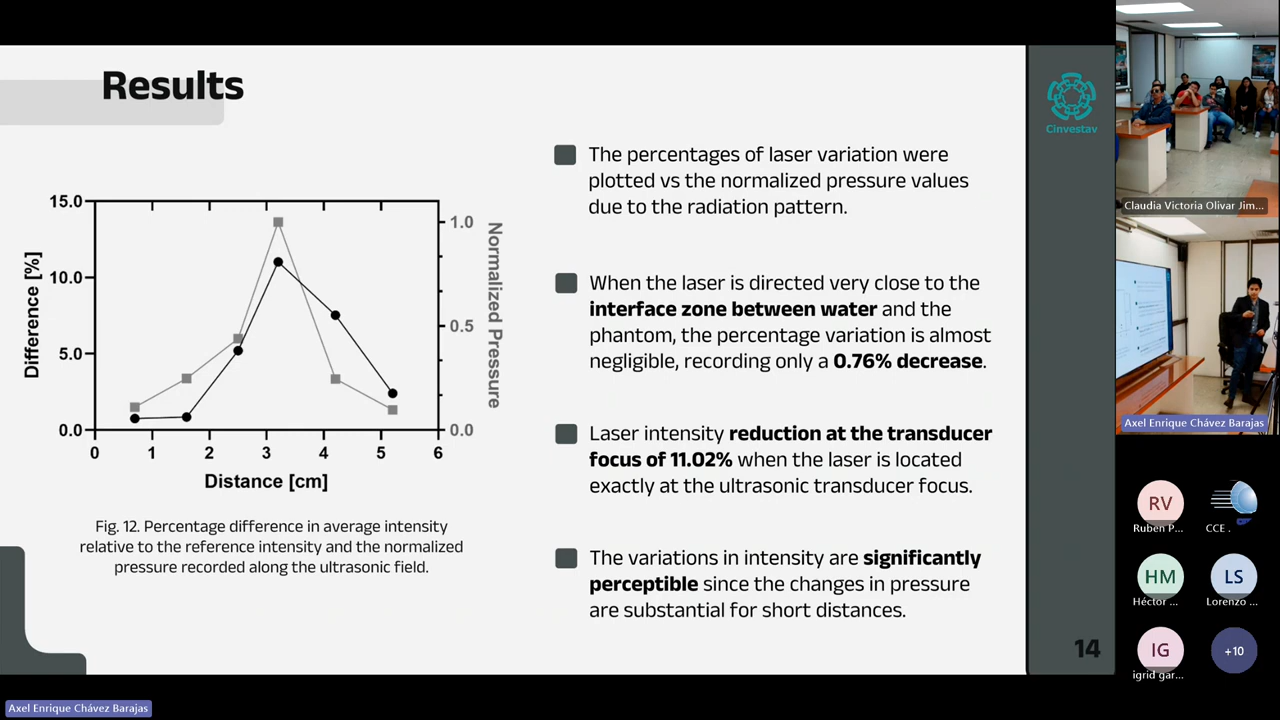 Results
15.0
10.0
5.0
0.0
Difference [%]
0
1
2
3
4
5
6
Distance [cm]
1.0
0.5
0.0
Normalized Pressure
Fig. 12. Percentage difference in average intensity
relative to the reference intensity and the normalized
pressure recorded along the ultrasonic field.
The percentages of laser variation were
plotted vs the normalized pressure values
due to the radiation pattern.
When the laser is directed very close to the
interface zone between water and the
phantom, the percentage variation is almost
negligible, recording only a 0.76% decrease.
Laser intensity reduction at the transducer
focus of 11.02% when the laser is located
exactly at the ultrasonic transducer focus.
The variations in intensity are significantly
perceptible since the changes in pressure
are substantial for short distances.
Cinvestav
14
Claudia Victoria Olivar Jim...
Axel Enrique Chávez Barajas
RV
Ruben P...
CCE .
HM
Héctor ...
LS
Lorenzo ...
IG
igrid gar...
+10
Axel Enrique Chávez Barajas